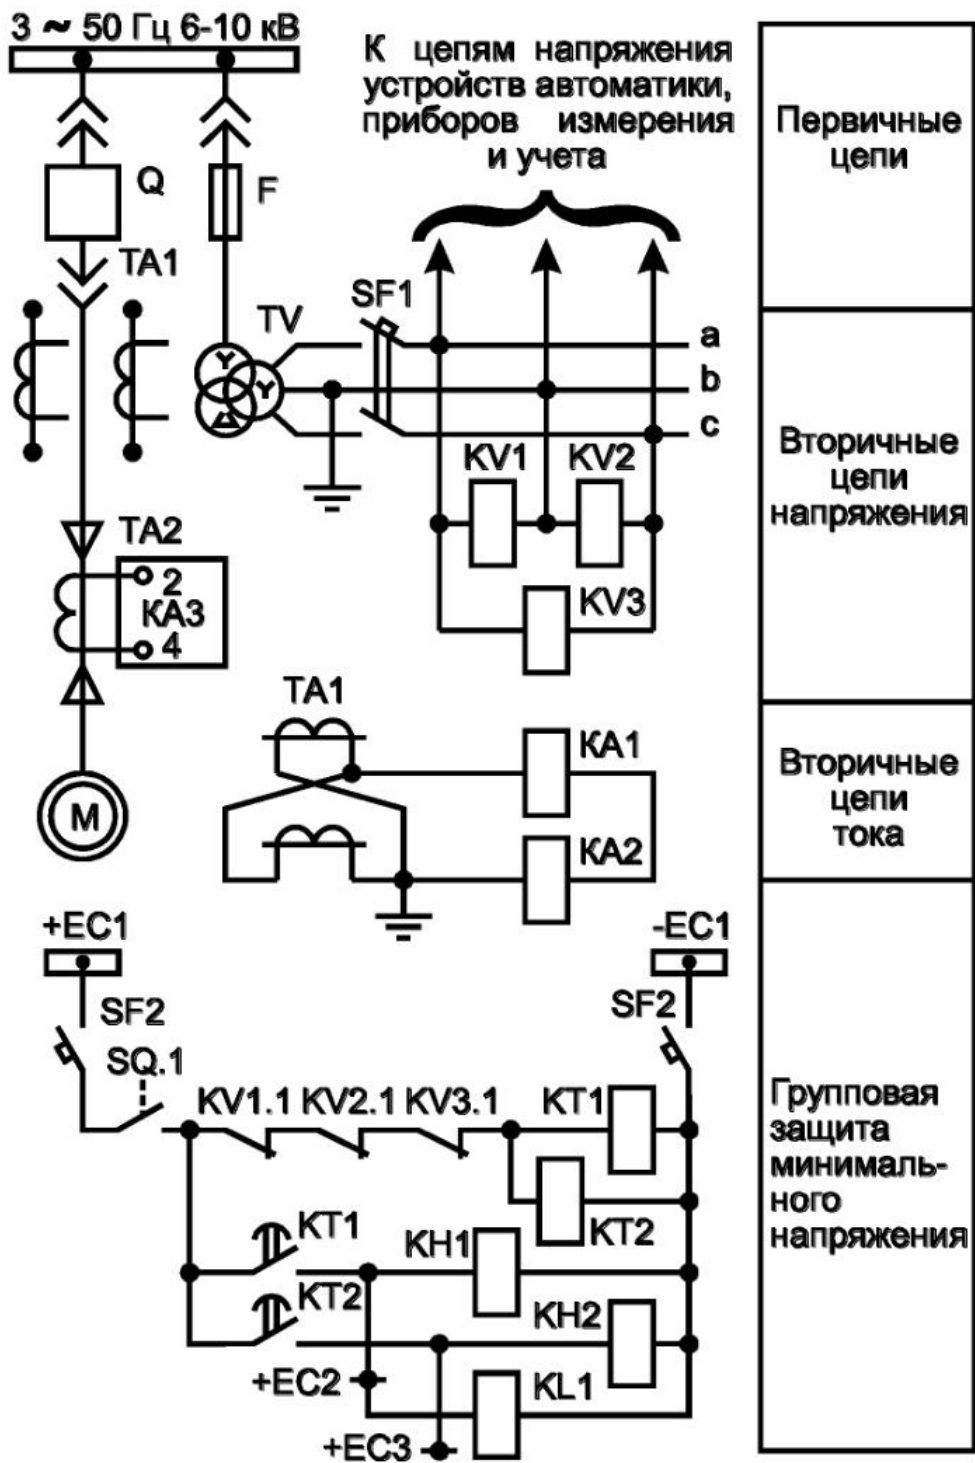 3 ~ 50 Гц 6-10 кВ
К цепям напряжения
устройств автоматики,
приборов измерения
и учета
Первичные
цепи
Q
F
TA1
TV
SF1
a
b
c
KV1
KV2
KV3
Вторичные
цепи
напряжения
TA2
2
КА3
4
M
TA1
КА1
КА2
Вторичные
цепи
тока
+EC1
-EC1
SF2
SF2
SQ.1
KV1.1
KV2.1
KV3.1
KT1
KT2
KT1
KH1
KT2
KH2
+EC2
KL1
+EC3
Групповая
защита
минималь-
ного
напряжения